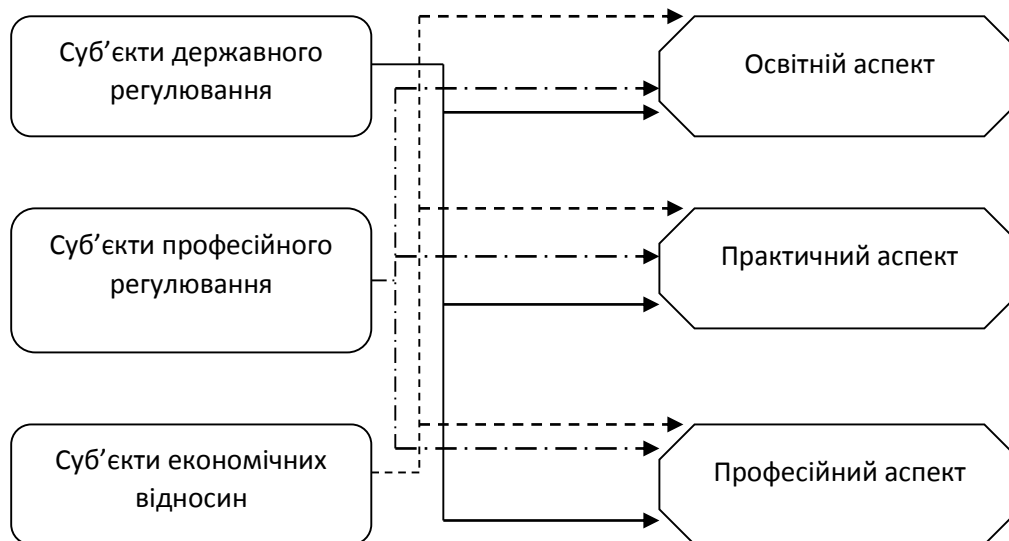 Суб’єкти державного
регулювання
Освітній аспект
Суб’єкти професійного
регулювання
Практичний аспект
Суб’єкти економічних
відносин
Професійний аспект